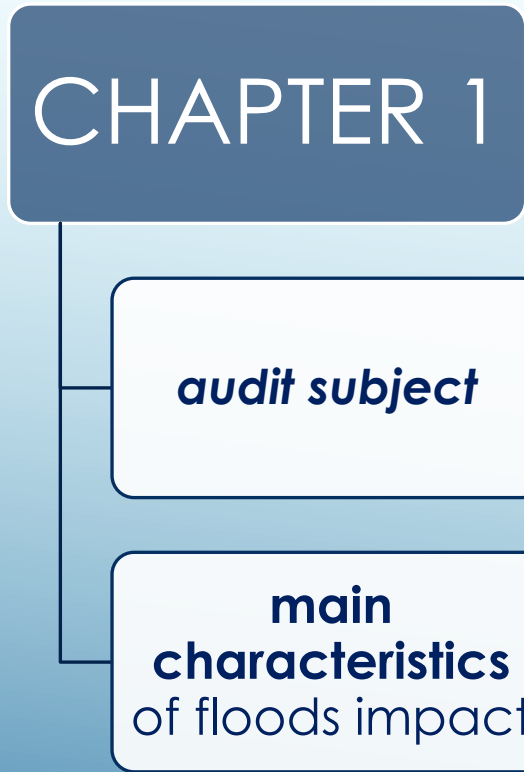 CHAPTER 1
audit subject
main
characteristics
of floods impact